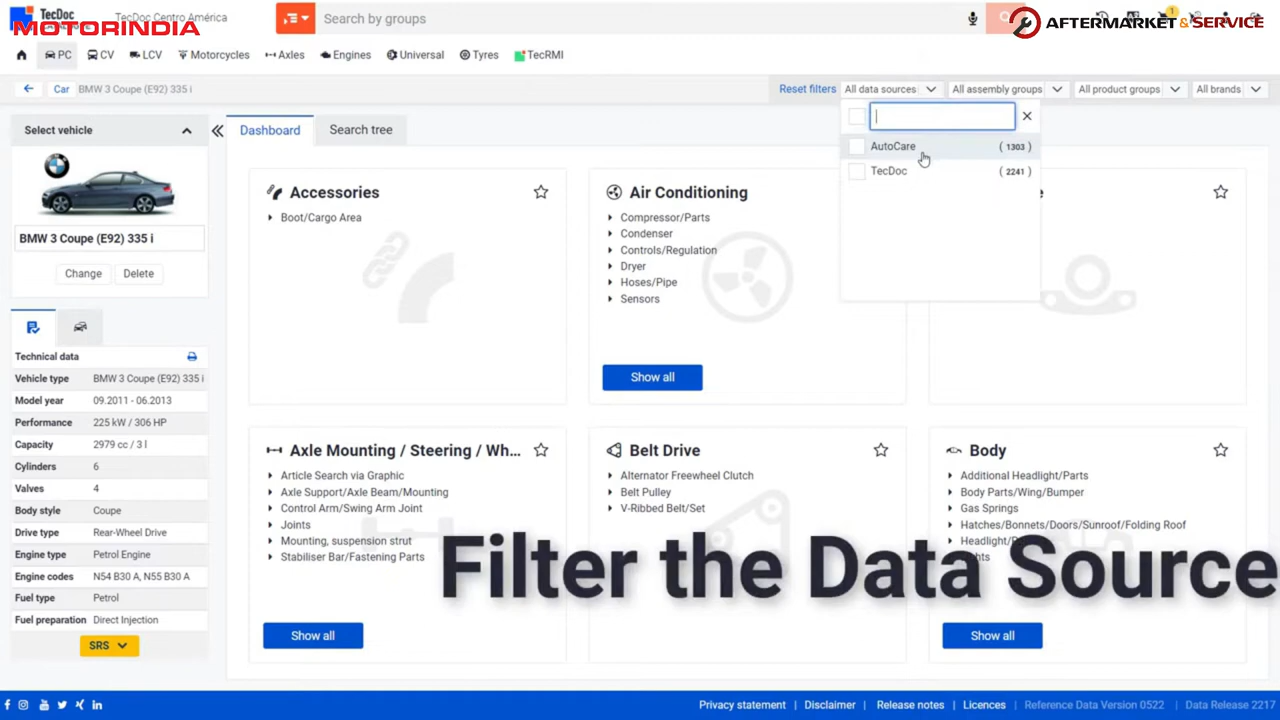 TecDoc
MOTORINDIA
TecDoc Centro América
Search by groups
1
AFTERMARKET & SERVICE
PC
CV
LCV
Motorcycles
Axles
Engines
Universal
Tyres
TecRMI
Car
BMW 3 Coupe (E92) 335 i
Reset filters
All data sources
All assembly groups
All product groups
All brands
Select vehicle
BMW 3 Coupe (E92) 335 i
Change
Delete
Technical data
Vehicle type BMW 3 Coupe (E92) 335 i
Model year 09.2011 - 06.2013
Performance 225 kW / 306 HP
Capacity 2979 cc / 3 l
Cylinders 6
Valves 4
Body style Coupe
Drive type Rear-Wheel Drive
Engine type Petrol Engine
Engine codes N54 B30 A, N55 B30 A
Fuel type Petrol
Fuel preparation Direct Injection
SRS
Dashboard
Search tree
AutoCare ( 1303 )
TecDoc ( 2241 )
Accessories
Boot/Cargo Area
Air Conditioning
Compressor/Parts
Condenser
Controls/Regulation
Dryer
Hoses/Pipe
Sensors
Show all
Axle Mounting / Steering / Wh...
Article Search via Graphic
Axle Support/Axle Beam/Mounting
Control Arm/Swing Arm Joint
Joints
Mounting, suspension strut
Stabiliser Bar/Fastening Parts
Show all
Belt Drive
Alternator Freewheel Clutch
Belt Pulley
V-Ribbed Belt/Set
Body
Additional Headlight/Parts
Body Parts/Wing/Bumper
Gas Springs
Hatches/Bonnets/Doors/Sunroof/Folding Roof
Show all
Filter the Data Source
Privacy statement | Disclaimer | Release notes | Licences | Reference Data Version 0522 | Data Release 2217